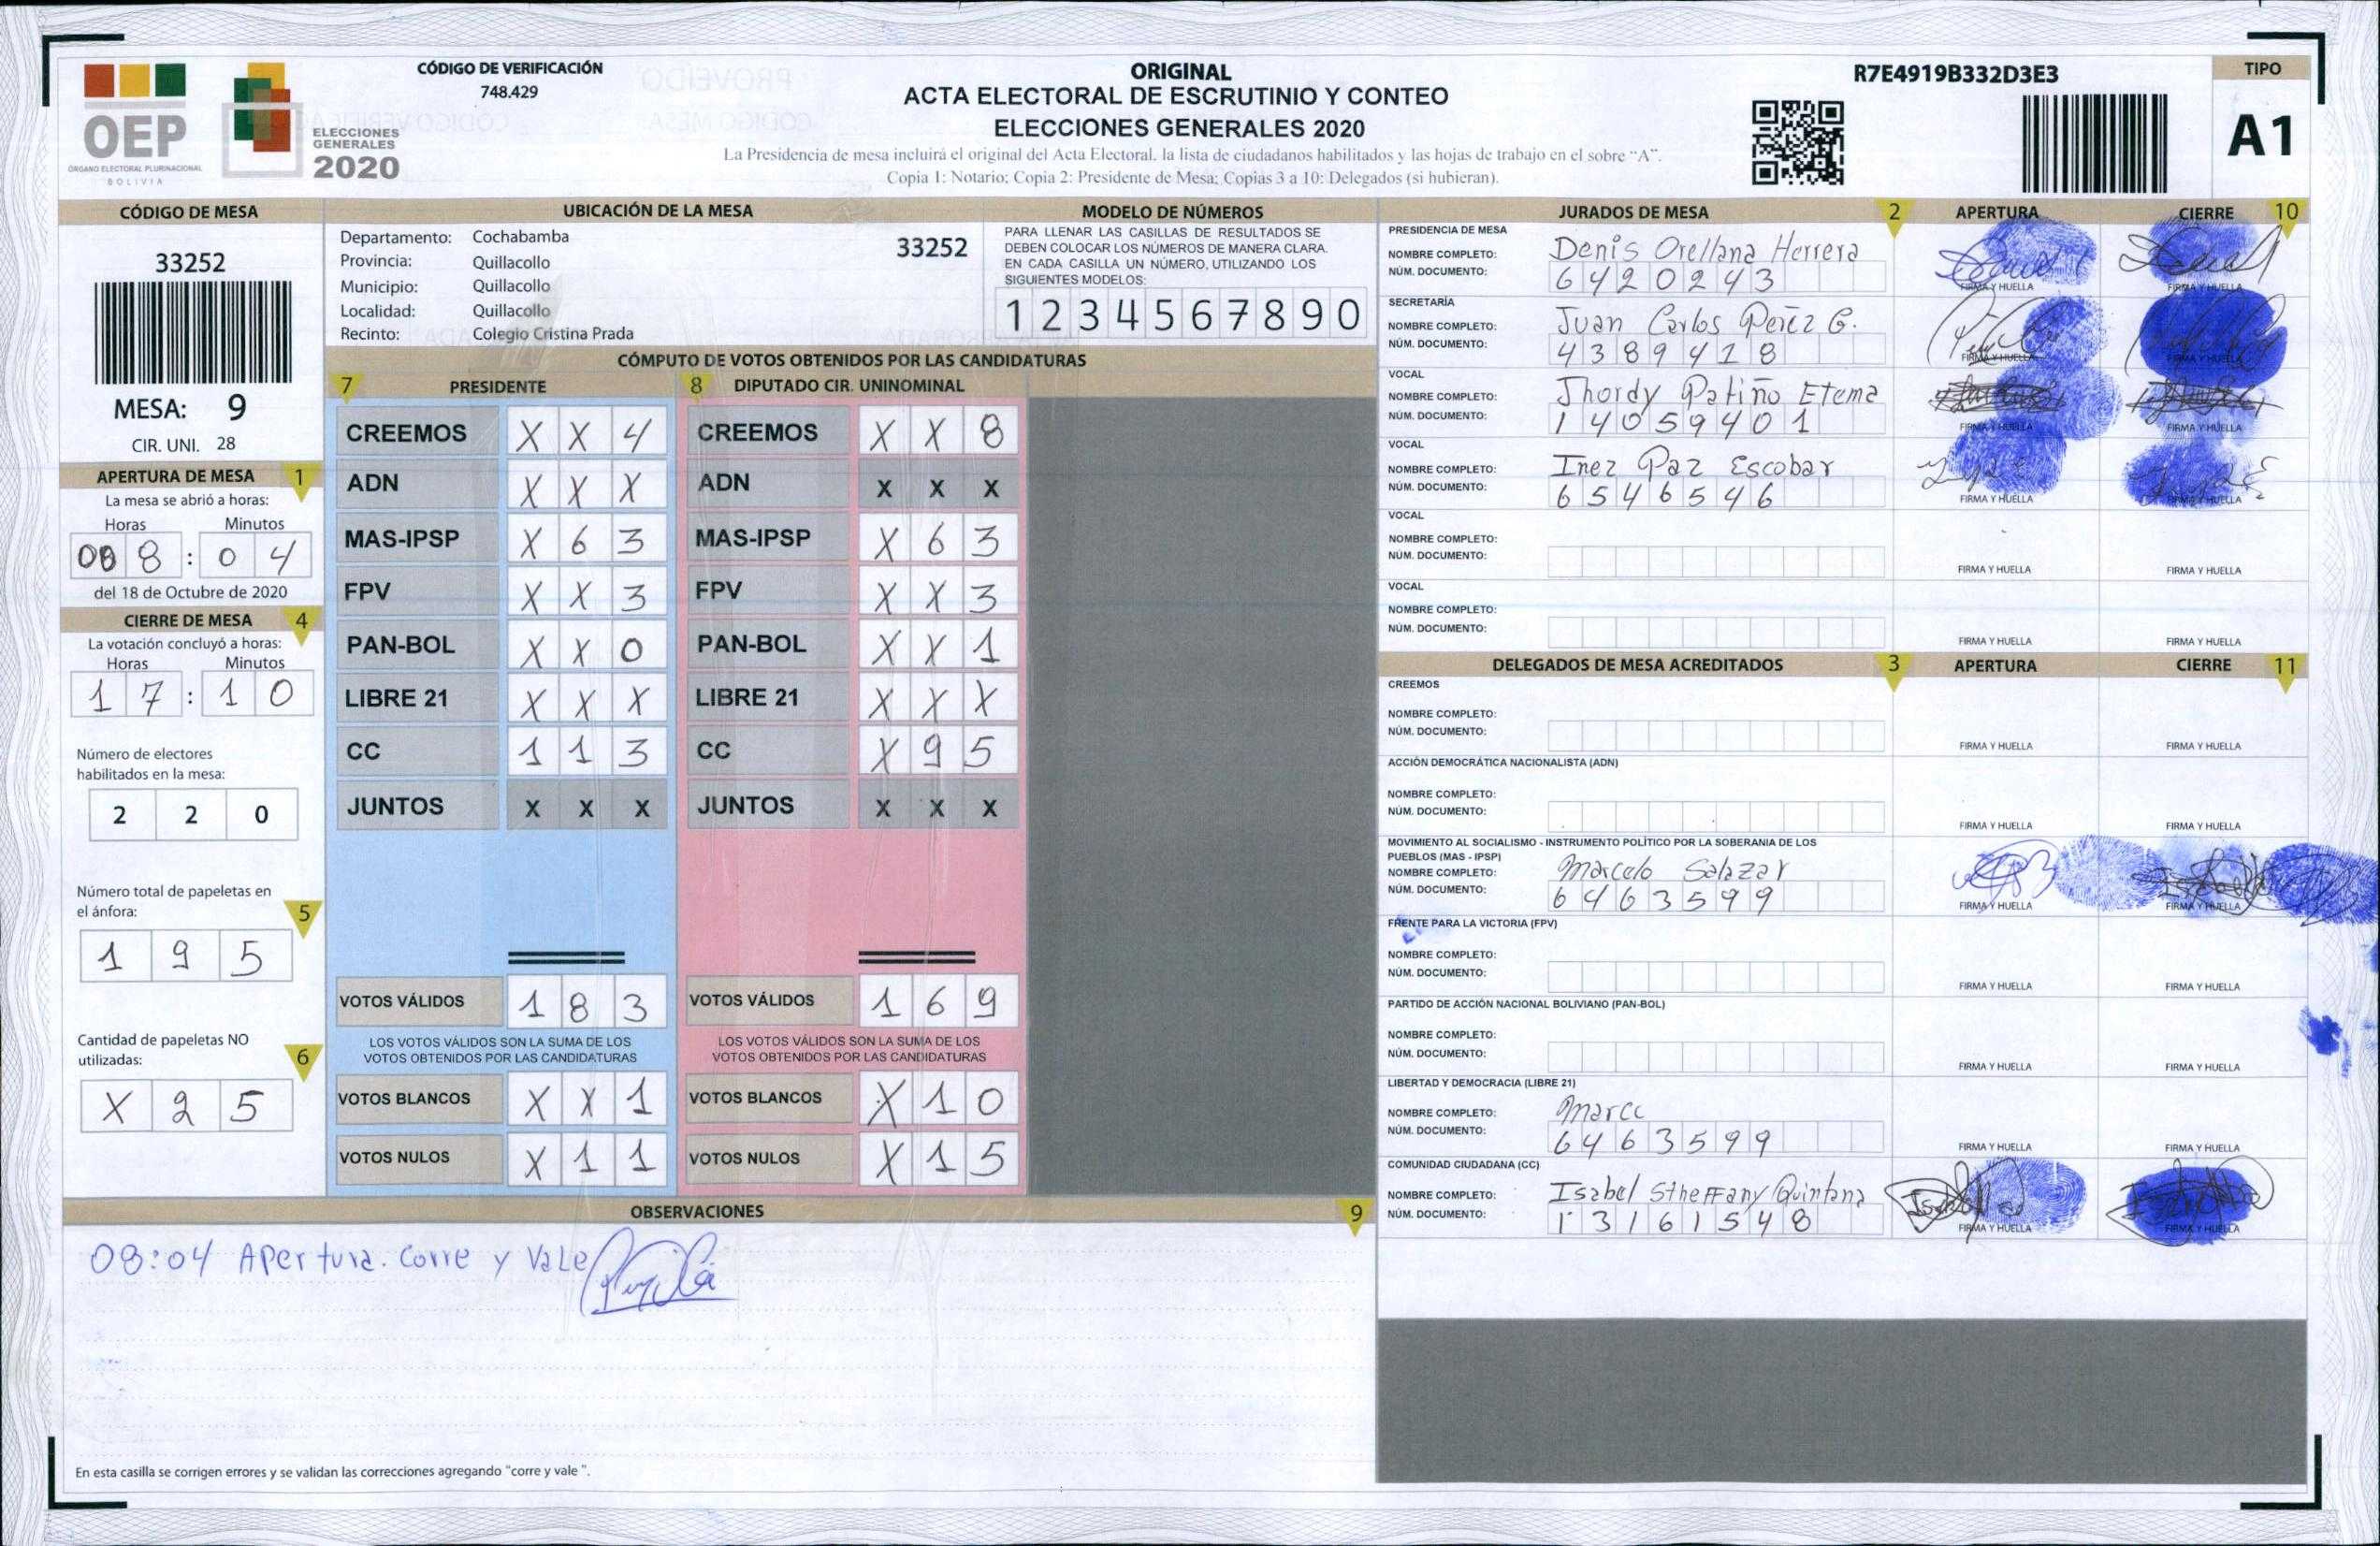 CÓDIGO DE VERIFICACIÓN
748.429
OEP
ÓRGANO ELECTORAL PLURINACIONAL
BOLIVIA
ELECCIONES
GENERALES
2020
ORIGINAL
ACTA ELECTORAL DE ESCRUTINIO Y CONTEO
ELECCIONES GENERALES 2020
La Presidencia de mesa incluirá el original del Acta Electoral, la lista de ciudadanos habilitados y las hojas de trabajo en el sobre "A".
Copia 1: Notario; Copia 2: Presidente de Mesa; Copias 3 a 10: Delegados (si hubieran).
R7E4919B332D3E3
TIPO
A1
CÓDIGO DE MESA
33252
MESA: 9
CIR. UNI. 28
APERTURA DE MESA 1
La mesa se abrió a horas:
Horas Minutos
8 : 0 4
del 18 de Octubre de 2020
CIERRE DE MESA 4
La votación concluyó a horas:
Horas Minutos
1 7 : 1 0
Número de electores
habilitados en la mesa:
2 2 0
Número total de papeletas en
el ánfora: 5
1 9 5
Cantidad de papeletas NO
utilizadas: 6
X 2 5
UBICACIÓN DE LA MESA
Departamento: Cochabamba 33252
Provincia: Quillacollo
Municipio: Quillacollo
Localidad: Quillacollo
Recinto: Colegio Cristina Prada
MODELO DE NÚMEROS
PARA LLENAR LAS CASILLAS DE RESULTADOS SE
DEBEN COLOCAR LOS NÚMEROS DE MANERA CLARA.
EN CADA CASILLA UN NÚMERO, UTILIZANDO LOS
SIGUIENTES MODELOS:
1 2 3 4 5 6 7 8 9 0
CÓMPUTO DE VOTOS OBTENIDOS POR LAS CANDIDATURAS
7 PRESIDENTE 8 DIPUTADO CIR. UNINOMINAL
CREEMOS X X 4 CREEMOS X X 8
ADN X X X ADN X X X
MAS-IPSP X 6 3 MAS-IPSP X 6 3
FPV X X 3 FPV X X 3
PAN-BOL X X 0 PAN-BOL X X 1
LIBRE 21 X X X LIBRE 21 X X X
CC 1 1 3 CC X 9 5
JUNTOS X X X JUNTOS X X X
VOTOS VÁLIDOS 1 8 3 VOTOS VÁLIDOS 1 6 9
LOS VOTOS VÁLIDOS SON LA SUMA DE LOS LOS VOTOS VÁLIDOS SON LA SUMA DE LOS
VOTOS OBTENIDOS POR LAS CANDIDATURAS VOTOS OBTENIDOS POR LAS CANDIDATURAS
VOTOS BLANCOS X X 1 VOTOS BLANCOS X 1 0
VOTOS NULOS X 1 1 VOTOS NULOS X 1 5
OBSERVACIONES 9
08:04 Apertura. Corre y Vale
En esta casilla se corrigen errores y se validan las correcciones agregando "corre y vale ".
JURADOS DE MESA 2 APERTURA CIERRE 10
PRESIDENCIA DE MESA
NOMBRE COMPLETO: Denis Orellana Herrera
NÚM. DOCUMENTO: 6420243
FIRMA Y HUELLA FIRMA Y HUELLA
SECRETARÍA
NOMBRE COMPLETO: Juan Carlos Perez G.
NÚM. DOCUMENTO: 4389428
FIRMA Y HUELLA FIRMA Y HUELLA
VOCAL
NOMBRE COMPLETO: Jhordy Patiño Etema
NÚM. DOCUMENTO: 14059401
FIRMA Y HUELLA FIRMA Y HUELLA
VOCAL
NOMBRE COMPLETO: Inez Paz Escobar
NÚM. DOCUMENTO: 6546546
FIRMA Y HUELLA FIRMA Y HUELLA
VOCAL
NOMBRE COMPLETO:
NÚM. DOCUMENTO:
FIRMA Y HUELLA FIRMA Y HUELLA
VOCAL
NOMBRE COMPLETO:
NÚM. DOCUMENTO:
FIRMA Y HUELLA FIRMA Y HUELLA
DELEGADOS DE MESA ACREDITADOS 3 APERTURA CIERRE 11
CREEMOS
NOMBRE COMPLETO:
NÚM. DOCUMENTO:
FIRMA Y HUELLA FIRMA Y HUELLA
ACCIÓN DEMOCRÁTICA NACIONALISTA (ADN)
NOMBRE COMPLETO:
NÚM. DOCUMENTO:
FIRMA Y HUELLA FIRMA Y HUELLA
MOVIMIENTO AL SOCIALISMO - INSTRUMENTO POLÍTICO POR LA SOBERANIA DE LOS
PUEBLOS (MAS - IPSP)
NOMBRE COMPLETO: Marcelo Salazar
NÚM. DOCUMENTO: 6463599
FIRMA Y HUELLA FIRMA Y HUELLA
FRENTE PARA LA VICTORIA (FPV)
NOMBRE COMPLETO:
NÚM. DOCUMENTO:
FIRMA Y HUELLA FIRMA Y HUELLA
PARTIDO DE ACCIÓN NACIONAL BOLIVIANO (PAN-BOL)
NOMBRE COMPLETO:
NÚM. DOCUMENTO:
FIRMA Y HUELLA FIRMA Y HUELLA
LIBERTAD Y DEMOCRACIA (LIBRE 21)
NOMBRE COMPLETO: Marce
NÚM. DOCUMENTO: 6463599
FIRMA Y HUELLA FIRMA Y HUELLA
COMUNIDAD CIUDADANA (CC)
NOMBRE COMPLETO: Isabel Stheffany Quintana
NÚM. DOCUMENTO: 13161548
FIRMA Y HUELLA FIRMA Y HUELLA